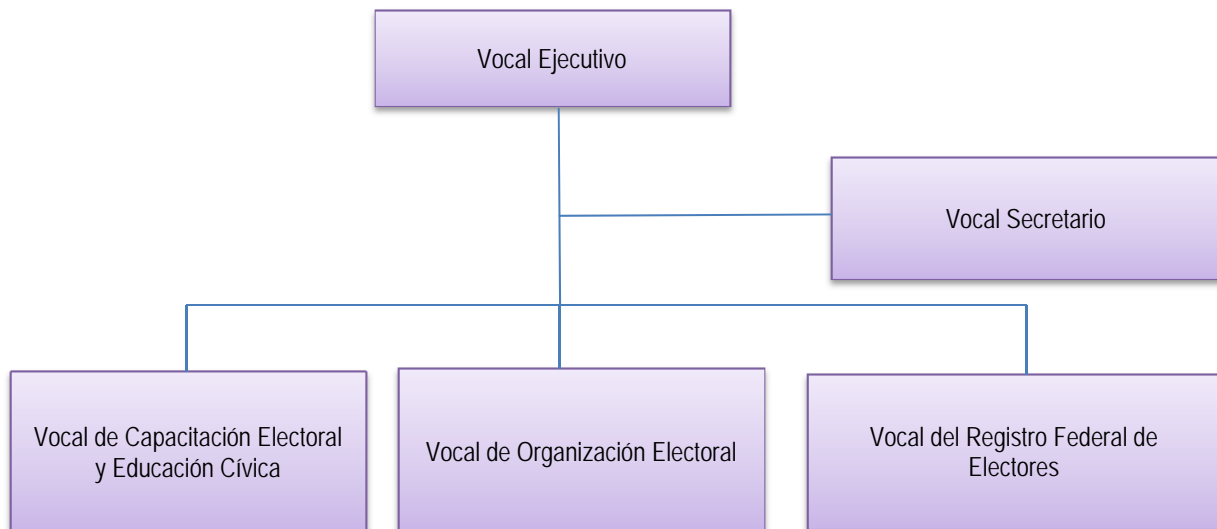 Vocal Ejecutivo
Vocal Secretario
Vocal de Capacitación Electoral
y Educación Cívica
Vocal de Organización Electoral
Vocal del Registro Federal de
Electores